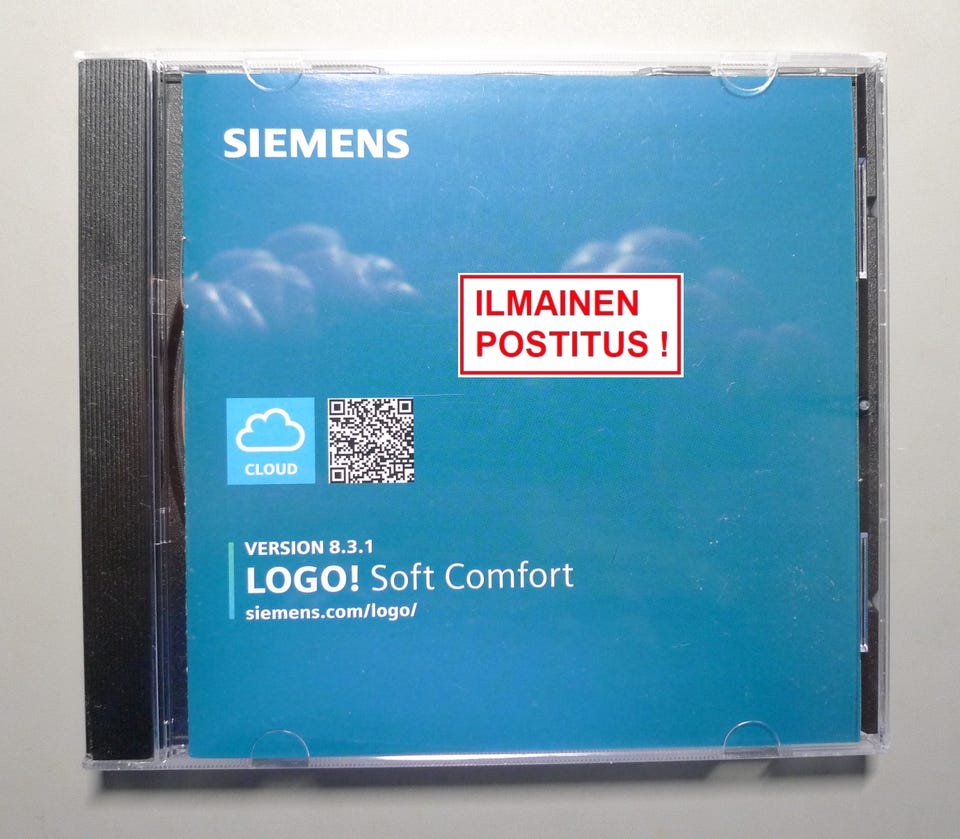 SIEMENS
ILMAINEN
POSTITUS !
CLOUD
VERSION 8.3.1
LOGO! Soft Comfort
siemens.com/logo/